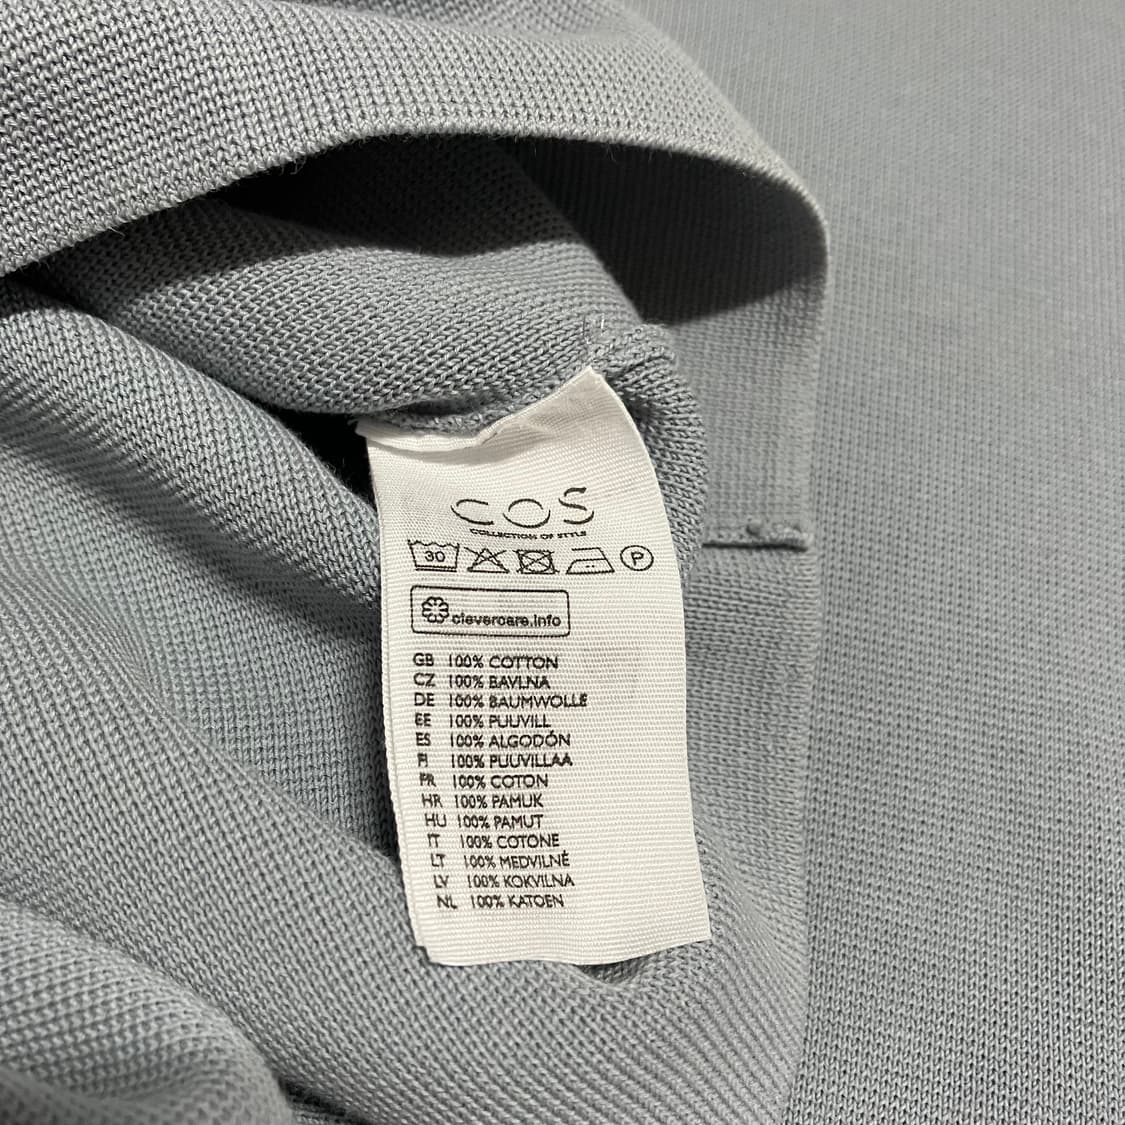 COS
COLLECTION OF STYLE
30 P
clevercare.info
GB 100% COTTON
CZ 100% BAVLNA
DE 100% BAUMWOLLE
EE 100% PUUVILL
ES 100% ALGODÓN
FI 100% PUUVILLAA
FR 100% COTON
HR 100% PAMUK
HU 100% PAMUT
IT 100% COTONE
LT 100% MEDVILNĖ
LV 100% KOKVILNA
NL 100% KATOEN